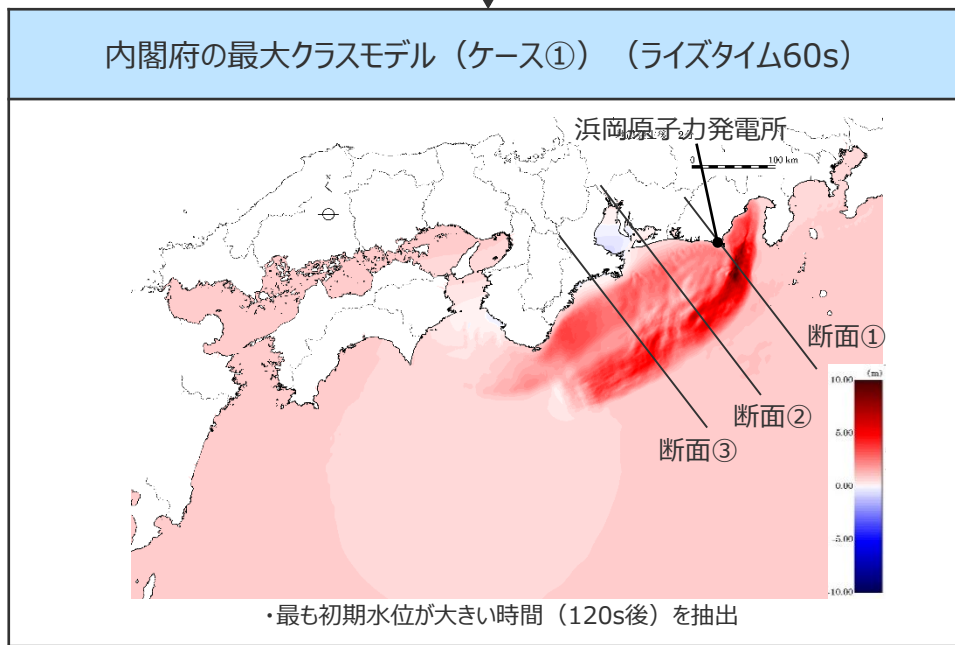 内閣府の最大クラスモデル（ケース①）（ライズタイム60s）
浜岡原子力発電所
0 100 km
N
断面①
断面②
断面③
(m)
10.00
5.00
0.00
-5.00
-10.00
・最も初期水位が大きい時間（120s後）を抽出